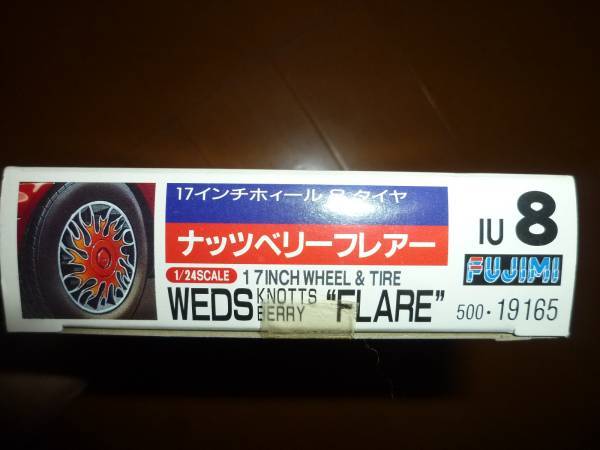 17インチホィール & タイヤ
ナッツベリーフレアー
1/24SCALE 17INCH WHEEL & TIRE
WEDS KNOTTS BERRY "FLARE"
IU 8
FUJIMI
500・19165